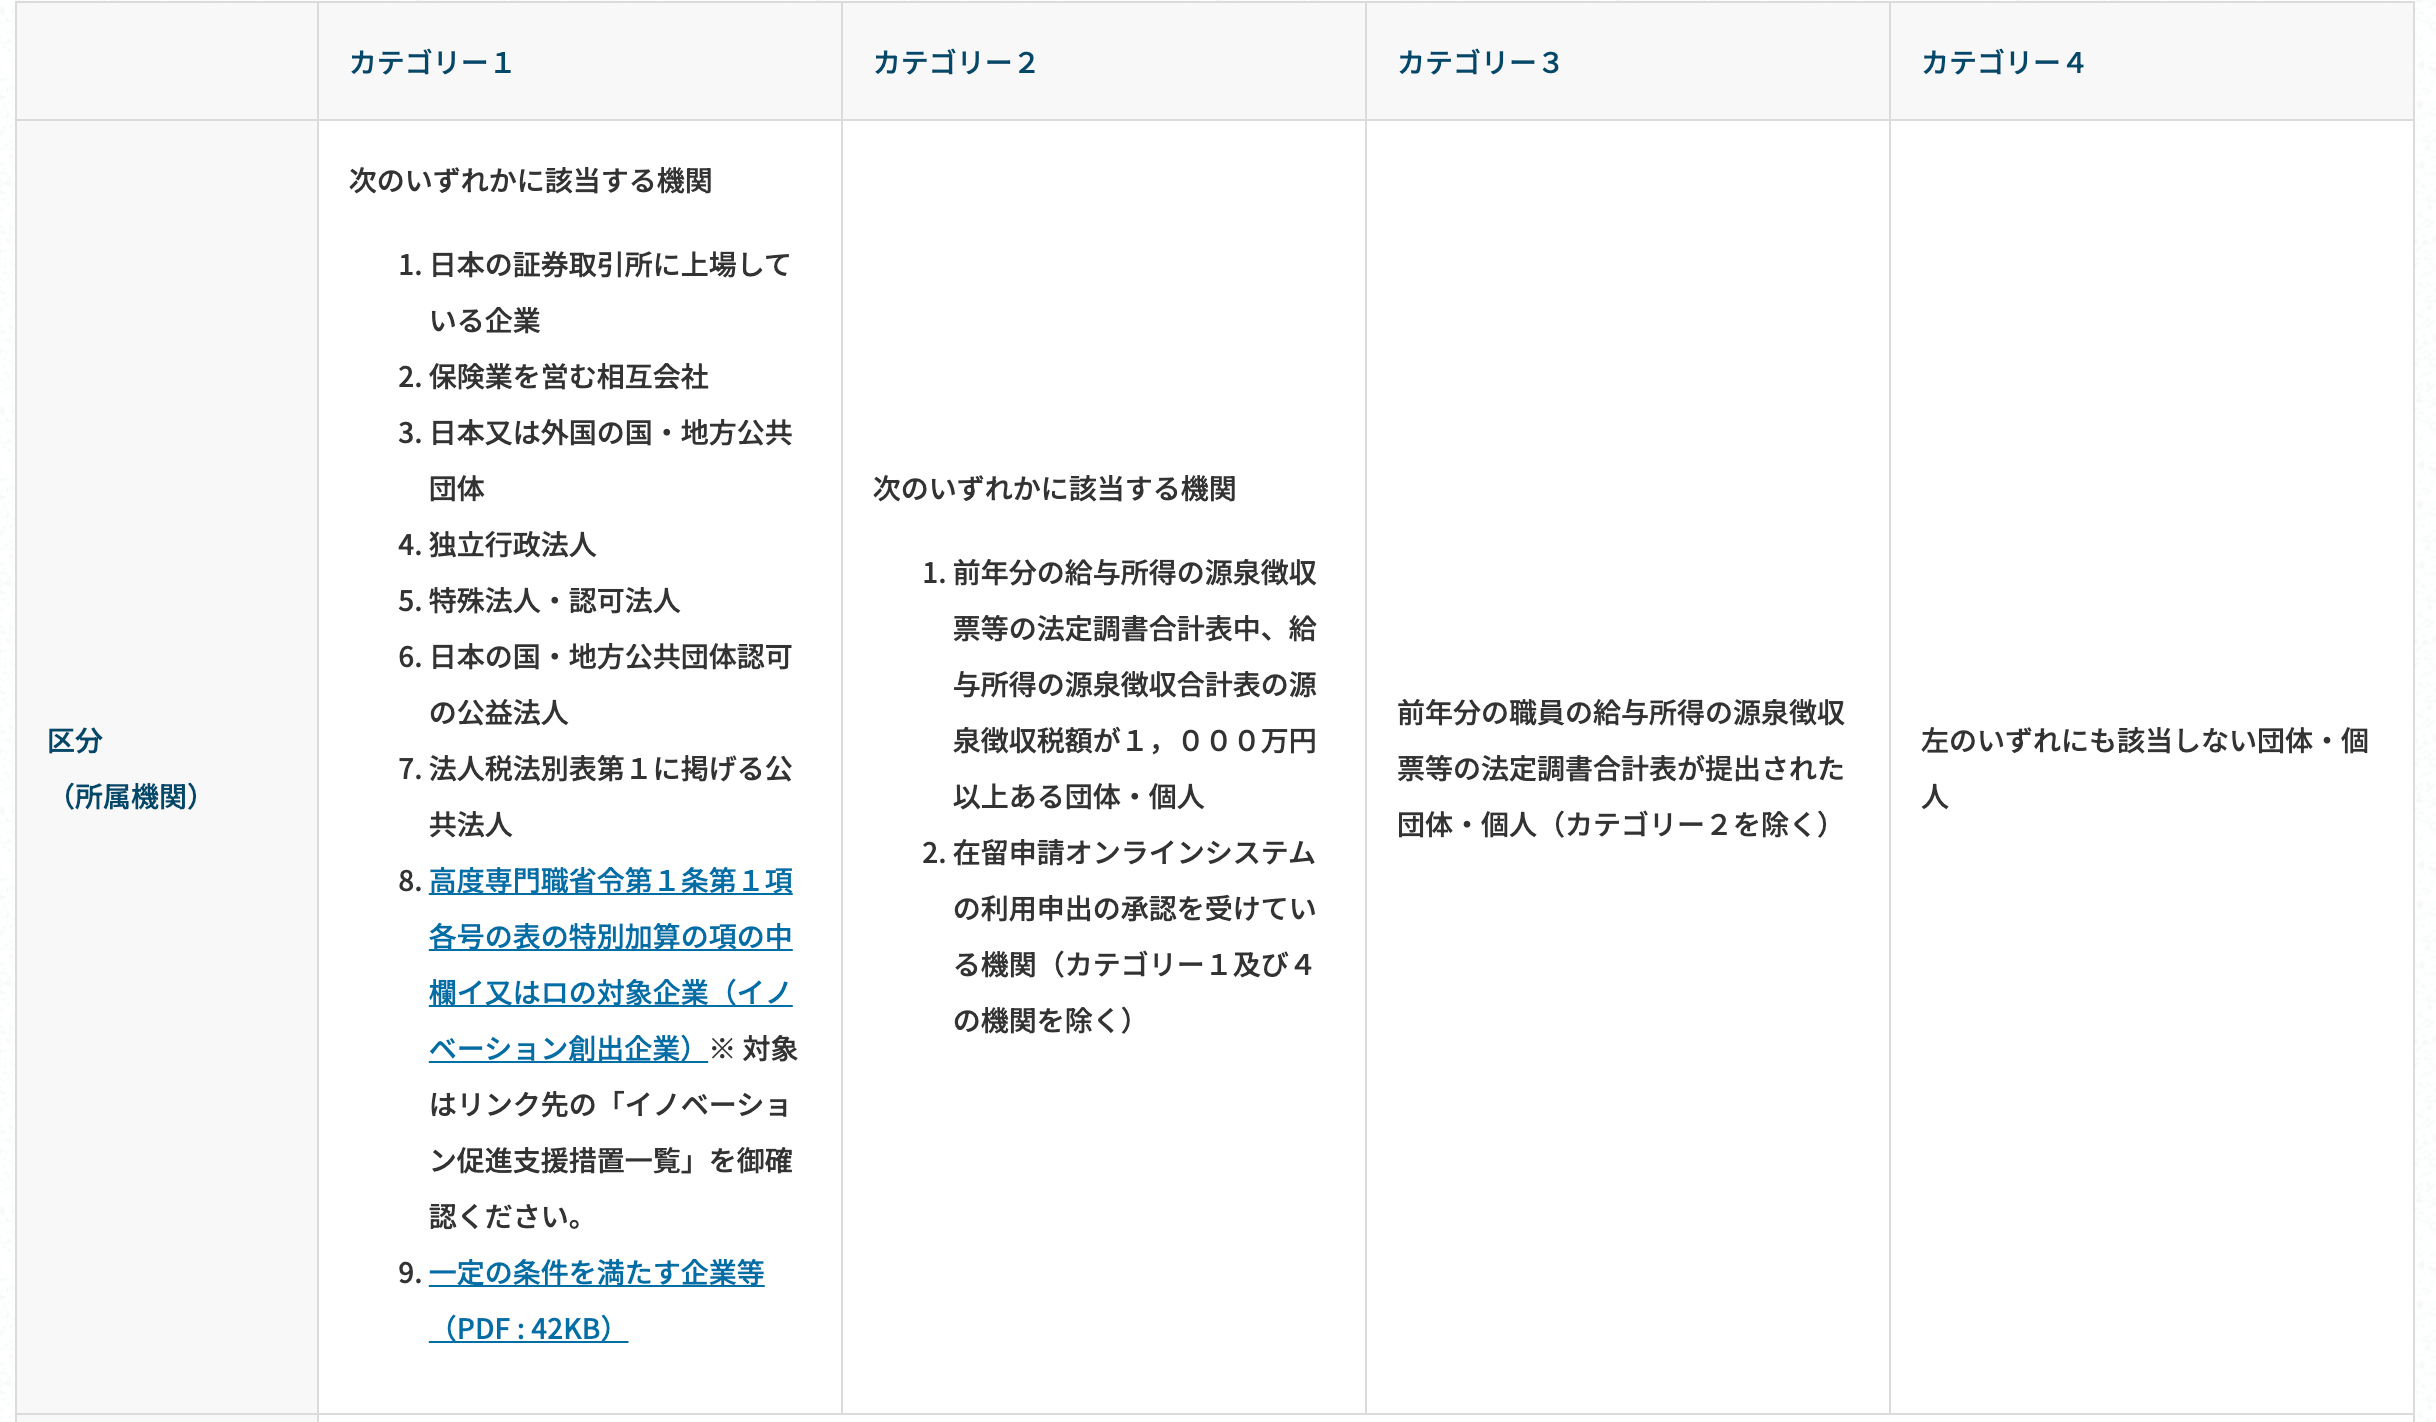 カテゴリー１
カテゴリー２
カテゴリー３
カテゴリー４
区分
（所属機関）
次のいずれかに該当する機関
1. 日本の証券取引所に上場して
いる企業
2. 保険業を営む相互会社
3. 日本又は外国の国・地方公共
団体
4. 独立行政法人
5. 特殊法人・認可法人
6. 日本の国・地方公共団体認可
の公益法人
7. 法人税法別表第１に掲げる公
共法人
8. 高度専門職省令第１条第１項
各号の表の特別加算の項の中
欄イ又はロの対象企業（イノ
ベーション創出企業）※ 対象
はリンク先の「イノベーショ
ン促進支援措置一覧」を御確
認ください。
9. 一定の条件を満たす企業等
（PDF : 42KB）
次のいずれかに該当する機関
1. 前年分の給与所得の源泉徴収
票等の法定調書合計表中、給
与所得の源泉徴収合計表の源
泉徴収税額が１，０００万円
以上ある団体・個人
2. 在留申請オンラインシステム
の利用申出の承認を受けてい
る機関（カテゴリー１及び４
の機関を除く）
前年分の職員の給与所得の源泉徴収
票等の法定調書合計表が提出された
団体・個人（カテゴリー２を除く）
左のいずれにも該当しない団体・個
人